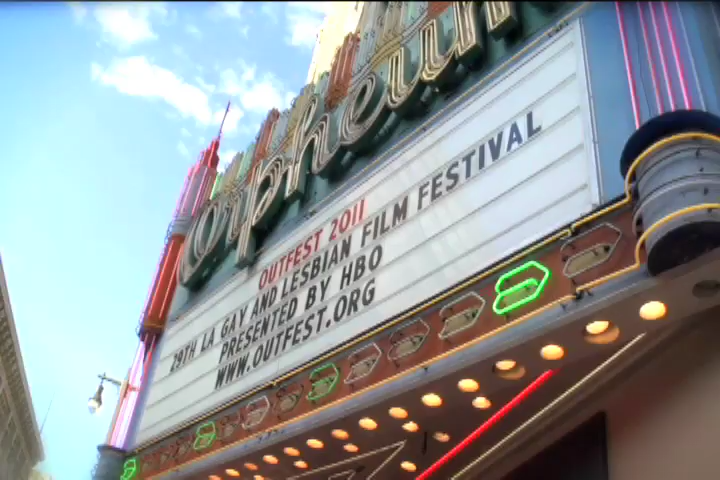 Orpheum
OUTFEST 2011
29TH LA GAY AND LESBIAN FILM FESTIVAL
PRESENTED BY HBO
WWW.OUTFEST.ORG